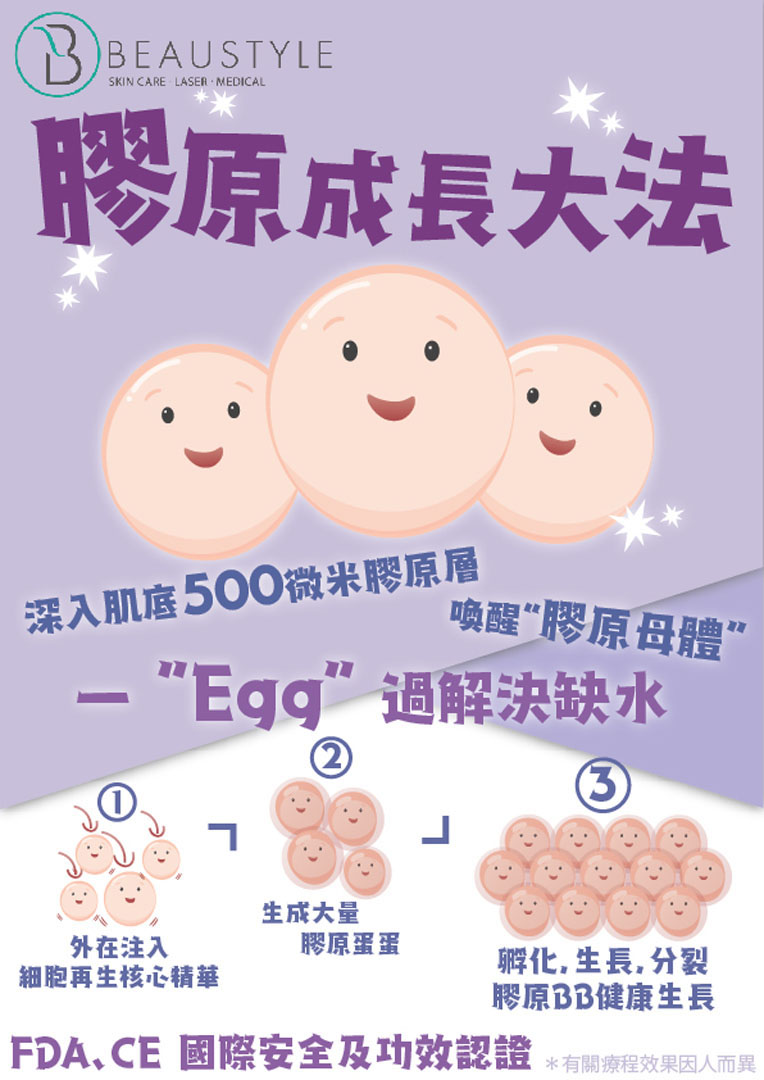 BEAUSTYLE
SKIN CARE · LASER · MEDICAL
膠原成長大法
深入肌底500微米膠原層
喚醒“膠原母體”
一 “Egg” 過解決缺水
①
外在注入
細胞再生核心精華
②
生成大量
膠原蛋蛋
③
孵化, 生長, 分裂
膠原BB健康生長
FDA、CE 國際安全及功效認證
*有關療程效果因人而異